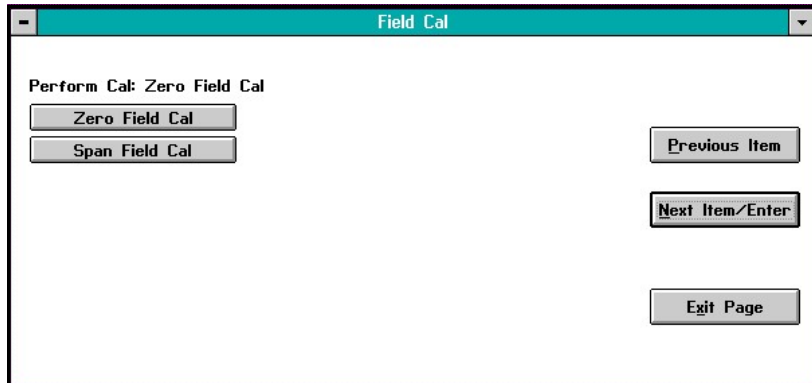 Field Cal
Perform Cal: Zero Field Cal
Zero Field Cal
Span Field Cal
Previous Item
Next Item/Enter
Exit Page